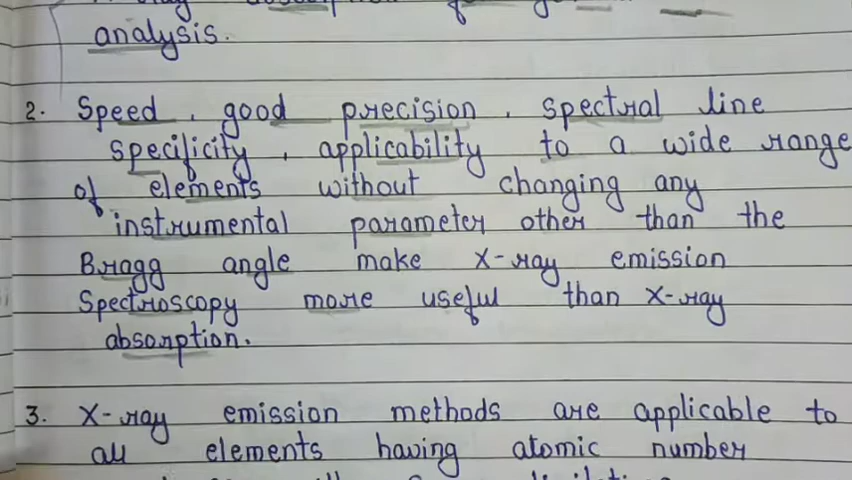 analysis.
2. Speed, good precision, spectral line
specificity, applicability to a wide range
of elements without changing any
instrumental parameter other than the
Bragg angle make X-ray emission
Spectroscopy more useful than X-ray
absorption.
3. X-ray emission methods are applicable to
all elements having atomic number